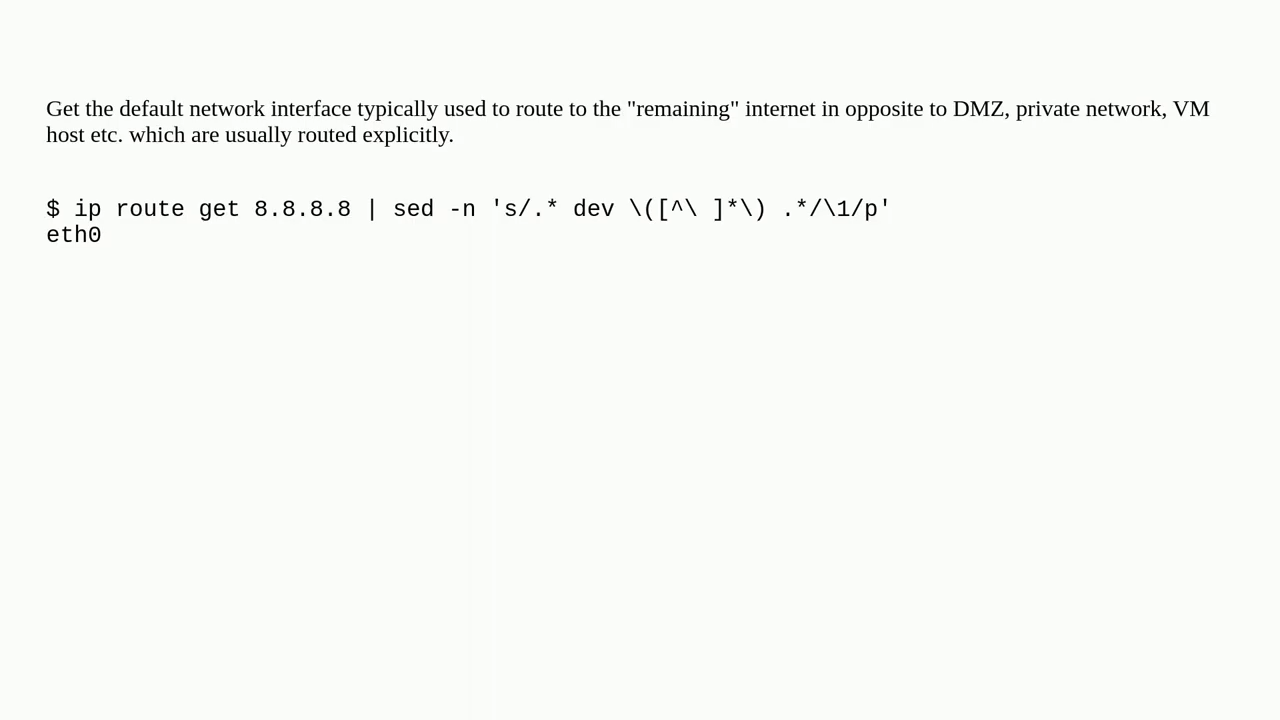 Get the default network interface typically used to route to the "remaining" internet in opposite to DMZ, private network, VM
host etc. which are usually routed explicitly.
$ ip route get 8.8.8.8 | sed -n 's/.* dev \([^\ ]*\) .*/\1/p'
eth0